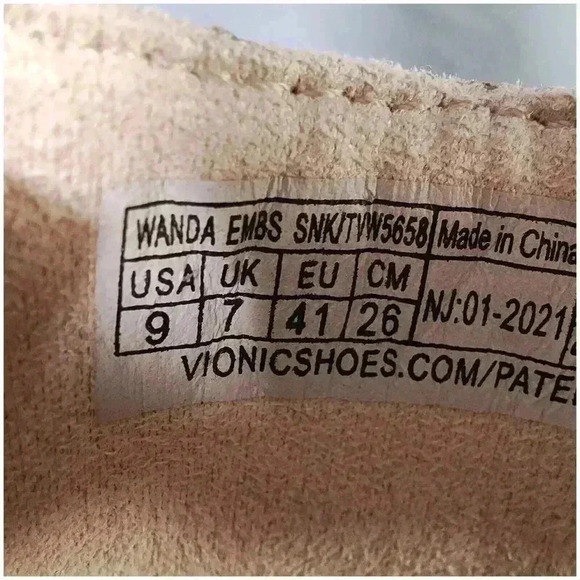 WANDA EMBS SNK/TVW5658 Made in China
USA UK EU CM NJ:01-2021
9 7 41 26
VIONICSHOES.COM/PATE